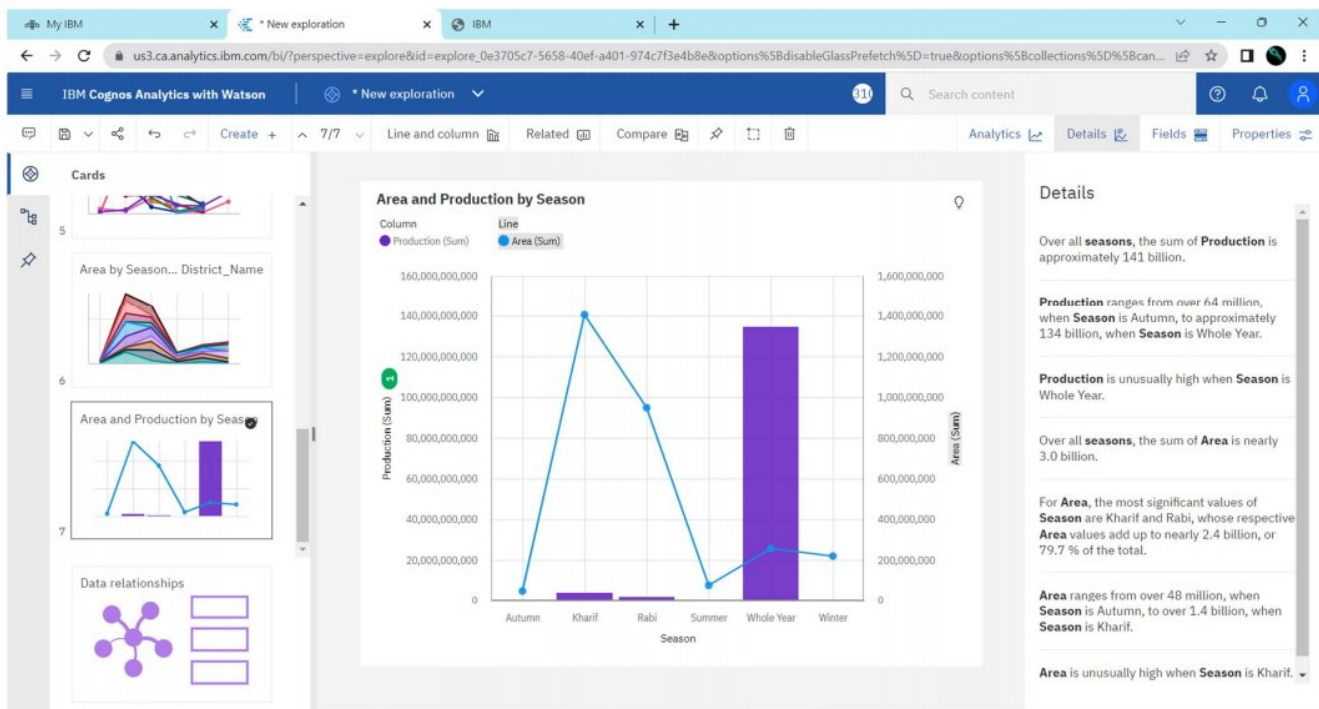 My IBM
* New exploration
IBM
us3.ca.analytics.ibm.com/bi/?perspective=explore&id=explore_0e3705c7-5658-40ef-a401-974c7f3e4b8e&options%5BdisableGlassPrefetch%5D=true&options%5Bcollections%5D%5Bcan...
IBM Cognos Analytics with Watson
* New exploration
Search content
Create +
7/7
Line and column
Related
Compare
Analytics
Details
Fields
Properties
Cards
5
Area by Season... District_Name
6
Area and Production by Season
7
Data relationships
Area and Production by Season
Column
Line
Production (Sum)
Area (Sum)
160,000,000,000
140,000,000,000
120,000,000,000
100,000,000,000
80,000,000,000
60,000,000,000
40,000,000,000
20,000,000,000
0
Production (Sum)
1,600,000,000
1,400,000,000
1,200,000,000
1,000,000,000
800,000,000
600,000,000
400,000,000
200,000,000
0
Area (Sum)
Autumn
Kharif
Rabi
Summer
Whole Year
Winter
Season
Details
Over all seasons, the sum of Production is
approximately 141 billion.
Production ranges from over 64 million,
when Season is Autumn, to approximately
134 billion, when Season is Whole Year.
Production is unusually high when Season is
Whole Year.
Over all seasons, the sum of Area is nearly
3.0 billion.
For Area, the most significant values of
Season are Kharif and Rabi, whose respective
Area values add up to nearly 2.4 billion, or
79.7 % of the total.
Area ranges from over 48 million, when
Season is Autumn, to over 1.4 billion, when
Season is Kharif.
Area is unusually high when Season is Kharif.